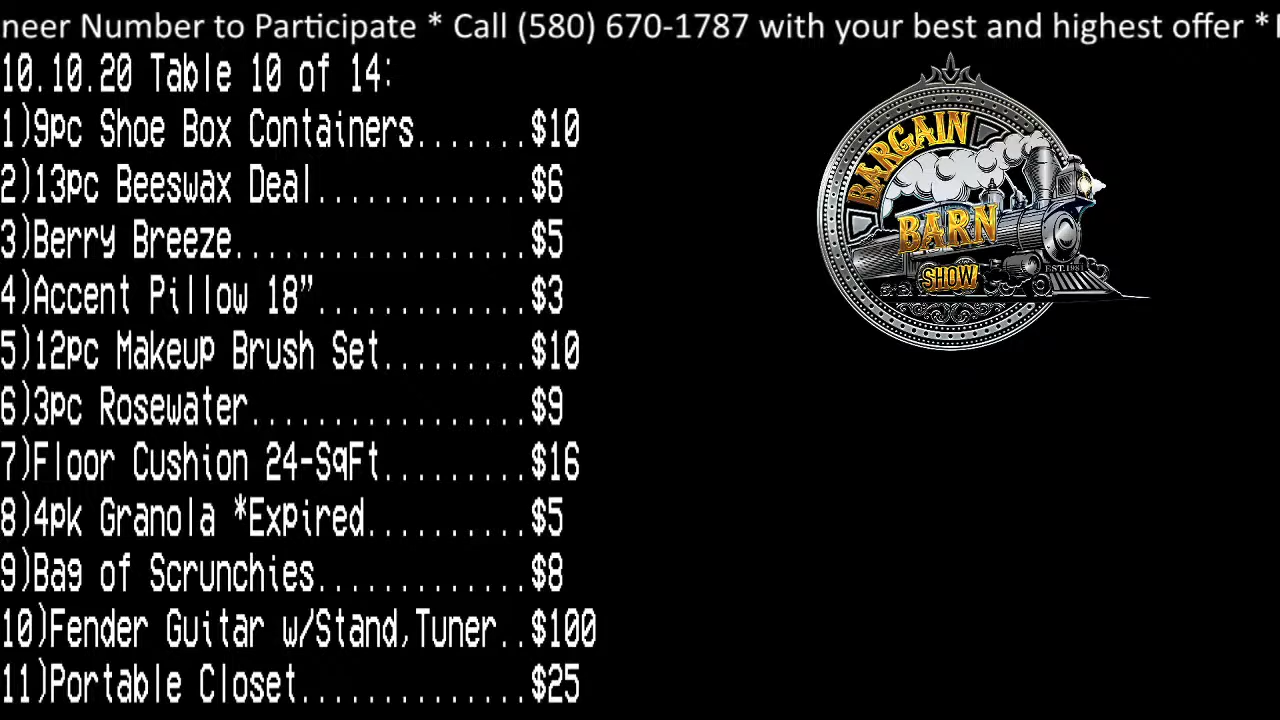 neer Number to Participate * Call (580) 670-1787 with your best and highest offer *
10.10.20 Table 10 of 14:
1)9pc Shoe Box Containers.......$10
2)13pc Beeswax Deal.............$6
3)Berry Breeze..................$5
4)Accent Pillow 18”.............$3
5)12pc Makeup Brush Set.........$10
6)3pc Rosewater.................$9
7)Floor Cushion 24-SqFt.........$16
8)4pk Granola *Expired..........$5
9)Bag of Scrunchies.............$8
10)Fender Guitar w/Stand,Tuner..$100
11)Portable Closet..............$25
BARGAIN
BARN
SHOW